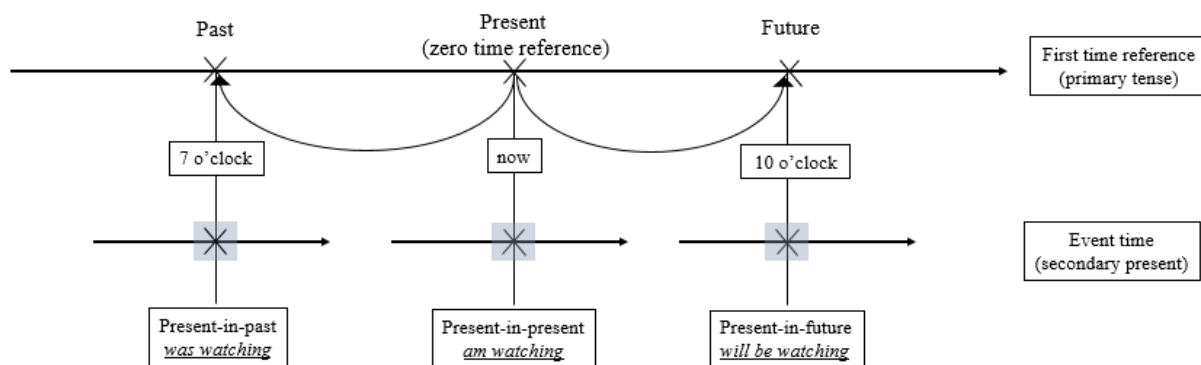 Past
Present
(zero time reference)
Future
First time reference
(primary tense)
7 o’clock
now
10 o’clock
Event time
(secondary present)
Present-in-past
was watching
Present-in-present
am watching
Present-in-future
will be watching